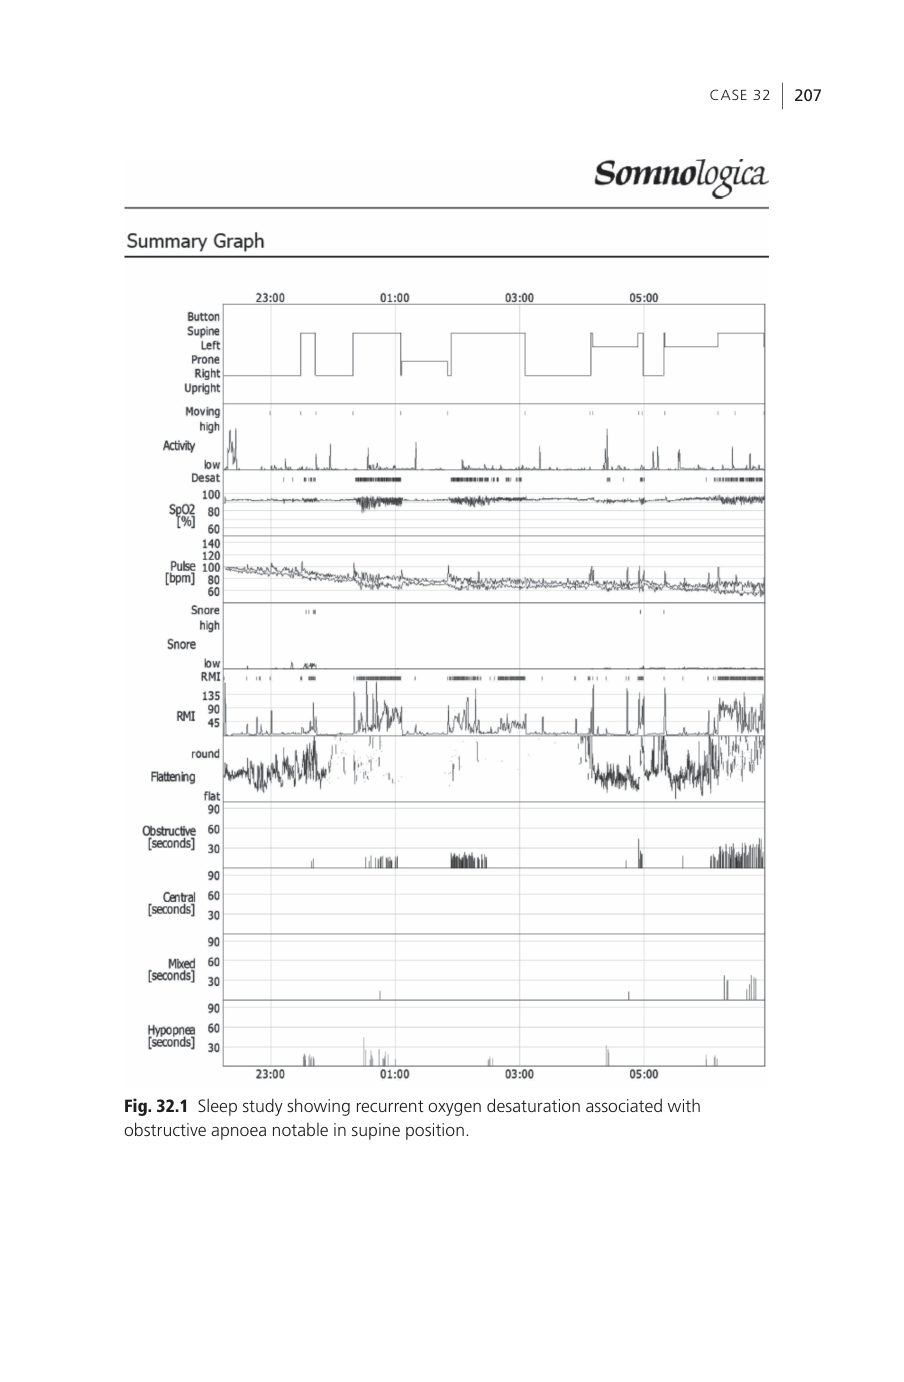 CASE 32 207
Somnologica
Summary Graph
23:00 01:00 03:00 05:00
Button
Supine
Left
Prone
Right
Upright
Moving
high
Activity
low
Desat
100
SpO2 80
[%]
60
140
120
Pulse 100
[bpm] 80
60
Snore
high
Snore
low
RMI
135
90
RMI 45
round
Flattening
flat
90
Obstructive 60
[seconds] 30
90
Central 60
[seconds] 30
90
Mixed 60
[seconds] 30
90
Hypopnea 60
[seconds] 30
23:00 01:00 03:00 05:00
Fig. 32.1 Sleep study showing recurrent oxygen desaturation associated with
obstructive apnoea notable in supine position.